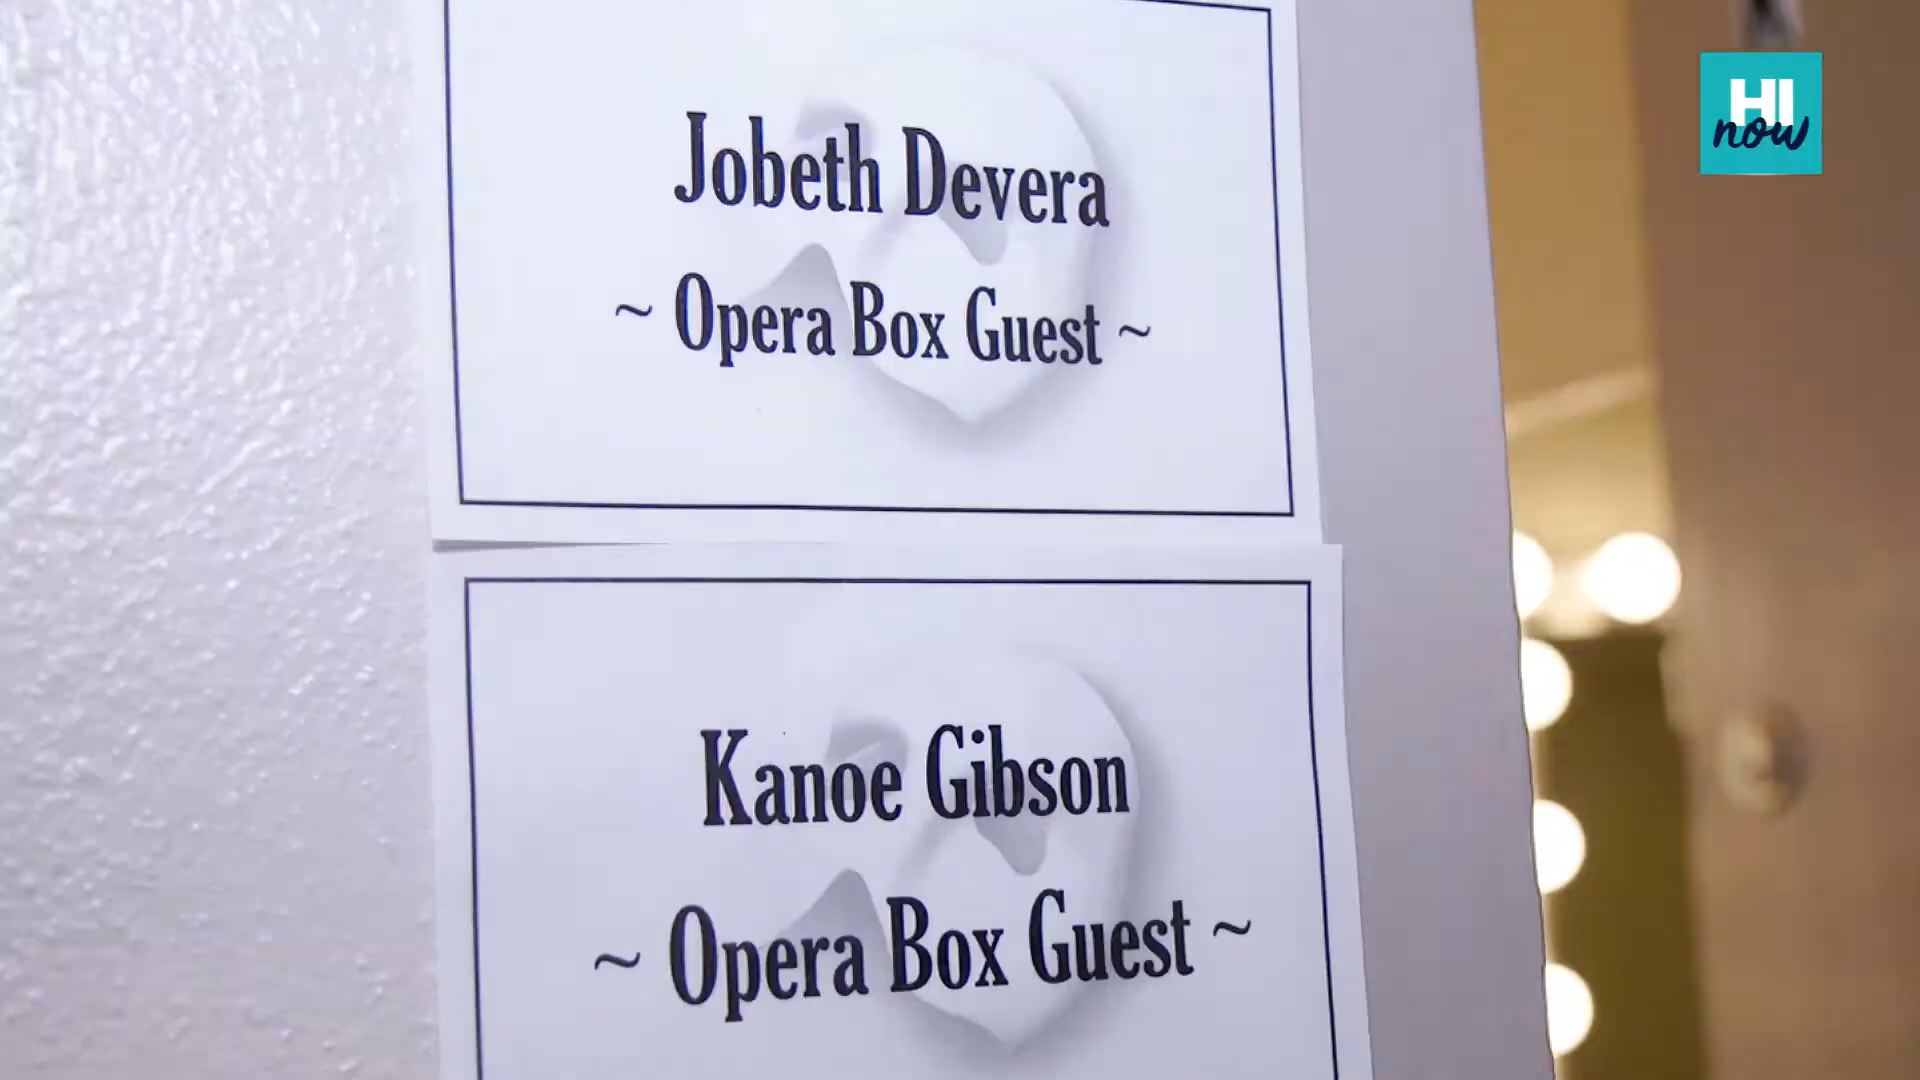 HI
now
Jobeth Devera
~ Opera Box Guest ~
Kanoe Gibson
~ Opera Box Guest ~